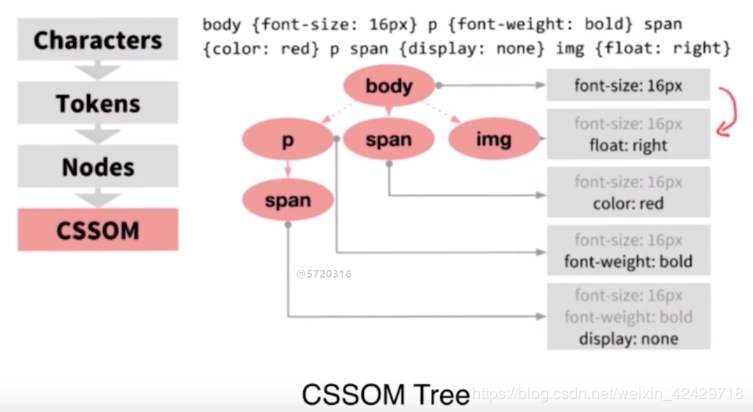 Characters
Tokens
Nodes
CSSOM
body {font-size: 16px} p {font-weight: bold} span
{color: red} p span {display: none} img {float: right}
body
p
span
img
span
font-size: 16px
font-size: 16px
float: right
font-size: 16px
color: red
font-size: 16px
font-weight: bold
font-size: 16px
font-weight: bold
display: none
@5720316
CSSOM Tree
https://blog.csdn.net/weixin_42429718